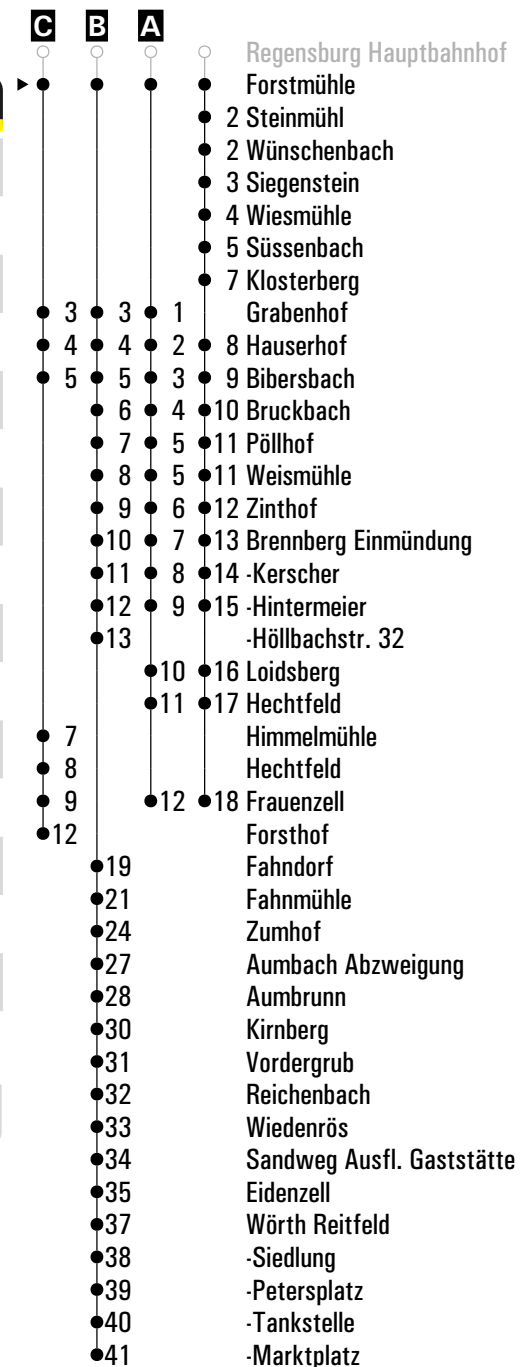 C B A
Regensburg Hauptbahnhof
Forstmühle
2 Steinmühl
2 Wünschenbach
3 Siegenstein
4 Wiesmühle
5 Süssenbach
7 Klosterberg
3 3 1 Grabenhof
4 4 2 8 Hauserhof
5 5 3 9 Bibersbach
6 4 10 Bruckbach
7 5 11 Pöllhof
8 5 11 Weismühle
9 6 12 Zinthof
10 7 13 Brennberg Einmündung
11 8 14 -Kerscher
12 9 15 -Hintermeier
13 -Höllbachstr. 32
10 16 Loidsberg
11 17 Hechtfeld
7 Himmelmühle
8 Hechtfeld
9 12 18 Frauenzell
12 Forsthof
19 Fahndorf
21 Fahnmühle
24 Zumhof
27 Aumbach Abzweigung
28 Aumbrunn
30 Kirnberg
31 Vordergrub
32 Reichenbach
33 Wiedenrös
34 Sandweg Ausfl. Gaststätte
35 Eidenzell
37 Wörth Reitfeld
38 -Siedlung
39 -Petersplatz
40 -Tankstelle
41 -Marktplatz